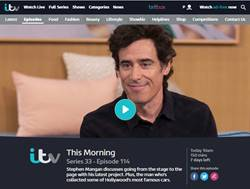 itv
Watch Live Full Series Shows Categories News
britbox
Latest Episodes Food Fashion Beauty Lifestyle
Showbiz Health Competitions Contact Us
itv
This Morning
Series 33 - Episode 114
Stephen Mangan discusses going from the stage to the
page with his latest project. Plus, the man who's
collected some of Hollywood's most famous cars.
Today 10am
150 mins
7 days left